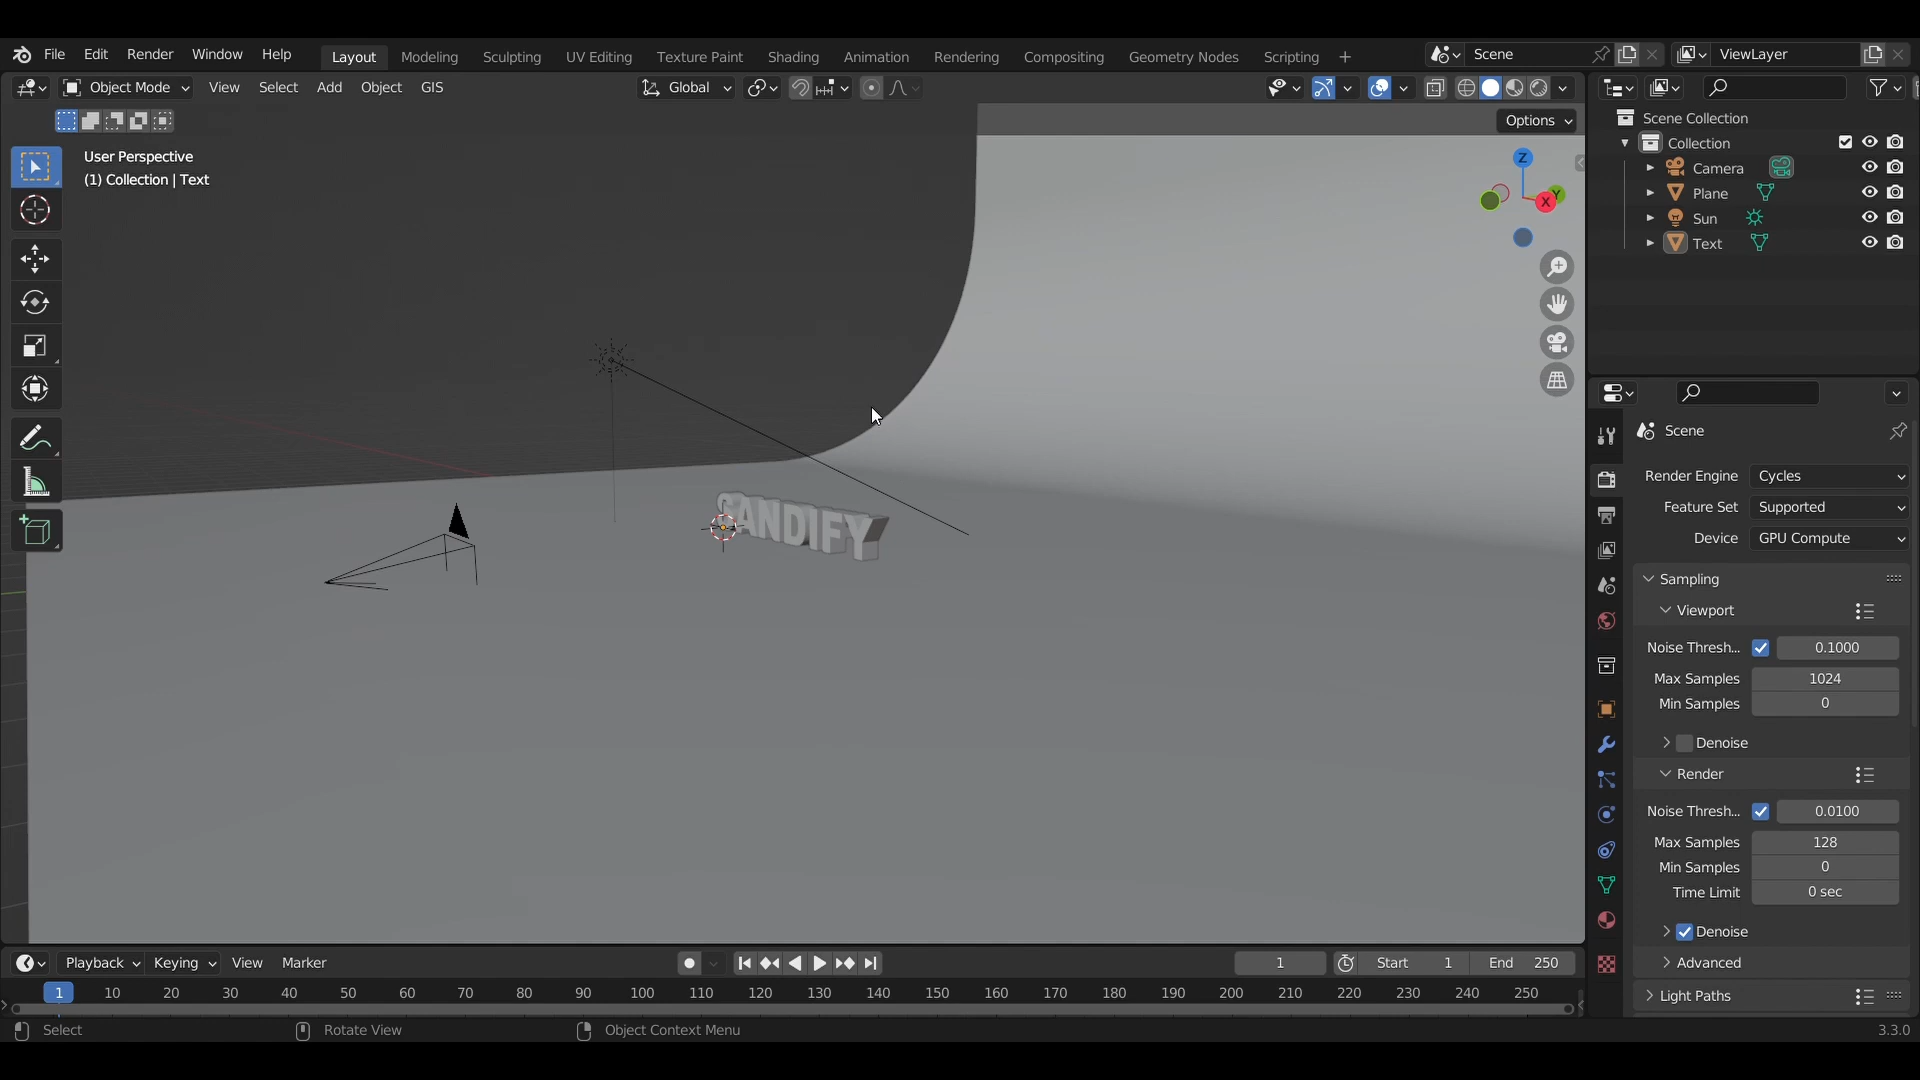 File Edit Render Window Help Layout Modeling Sculpting UV Editing Texture Paint Shading Animation Rendering Compositing Geometry Nodes Scripting + Scene ViewLayer
Object Mode View Select Add Object GIS Global
Options
User Perspective
(1) Collection | Text
Z
Y
X
SANDIFY
Scene Collection
Collection
Camera
Plane
Sun
Text
Scene
Render Engine Cycles
Feature Set Supported
Device GPU Compute
Sampling
Viewport
Noise Thresh... 0.1000
Max Samples 1024
Min Samples 0
Denoise
Render
Noise Thresh... 0.0100
Max Samples 128
Min Samples 0
Time Limit 0 sec
Denoise
Advanced
Light Paths
Playback Keying View Marker 1 Start 1 End 250
1 10 20 30 40 50 60 70 80 90 100 110 120 130 140 150 160 170 180 190 200 210 220 230 240 250
Select Rotate View Object Context Menu 3.3.0